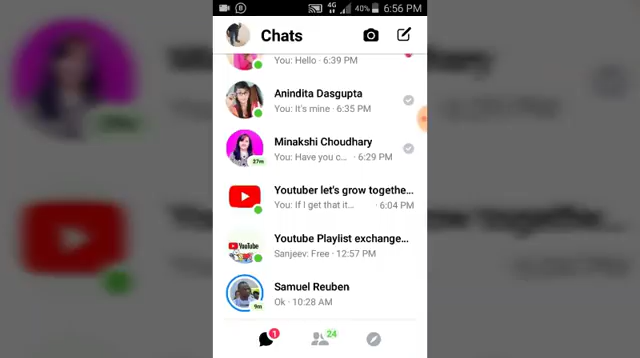 4G 40% 6:56 PM
Chats
You: Hello · 6:39 PM
Anindita Dasgupta
You: It's mine · 6:35 PM
Minakshi Choudhary
You: Have you c... · 6:29 PM
37m
Youtuber let's grow togethe...
You: If I get that it... · 6:04 PM
Youtube Playlist exchange...
YouTube
Sanjeev: Free · 12:57 PM
Samuel Reuben
Ok · 10:28 AM
9m
1
24